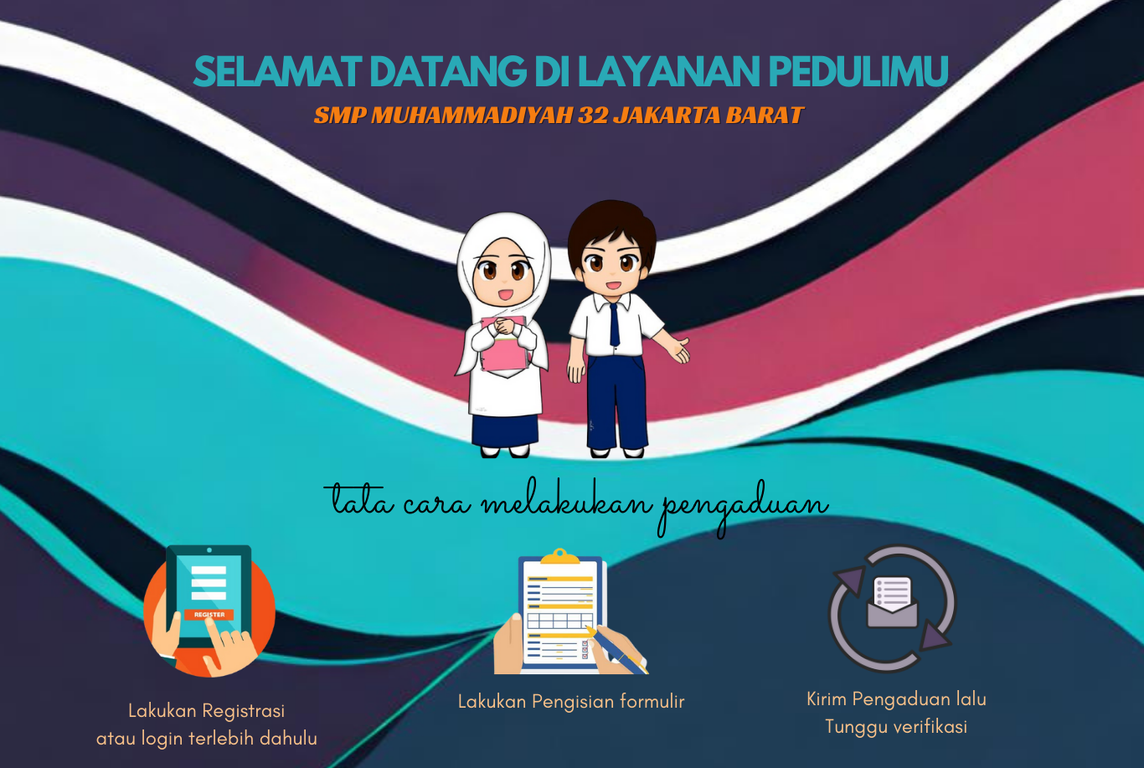 SELAMAT DATANG DI LAYANAN PEDULIMU
SMP MUHAMMADIYAH 32 JAKARTA BARAT
tata cara melakukan pengaduan
REGISTER
Lakukan Registrasi
atau login terlebih dahulu
Lakukan Pengisian formulir
Kirim Pengaduan lalu
Tunggu verifikasi